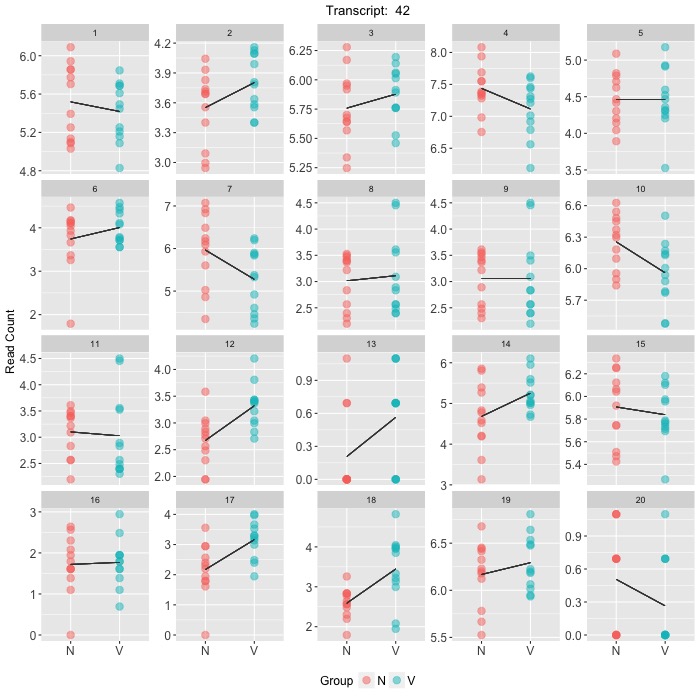 Transcript: 42
1 2 3 4 5
6.0 5.6 5.2 4.8
4.2 3.9 3.6 3.3 3.0
6.25 6.00 5.75 5.50 5.25
8.0 7.5 7.0 6.5
5.0 4.5 4.0 3.5
6 7 8 9 10
4 3 2
7 6 5
4.5 4.0 3.5 3.0 2.5
4.5 4.0 3.5 3.0 2.5
6.6 6.3 6.0 5.7
Read Count
11 12 13 14 15
4.5 4.0 3.5 3.0 2.5
4.0 3.5 3.0 2.5 2.0
0.9 0.6 0.3 0.0
6 5 4 3
6.2 6.0 5.8 5.6 5.4
16 17 18 19 20
3 2 1 0
4 3 2 1 0
4 3 2
6.5 6.0 5.5
0.9 0.6 0.3 0.0
N V N V N V N V N V
Group N V